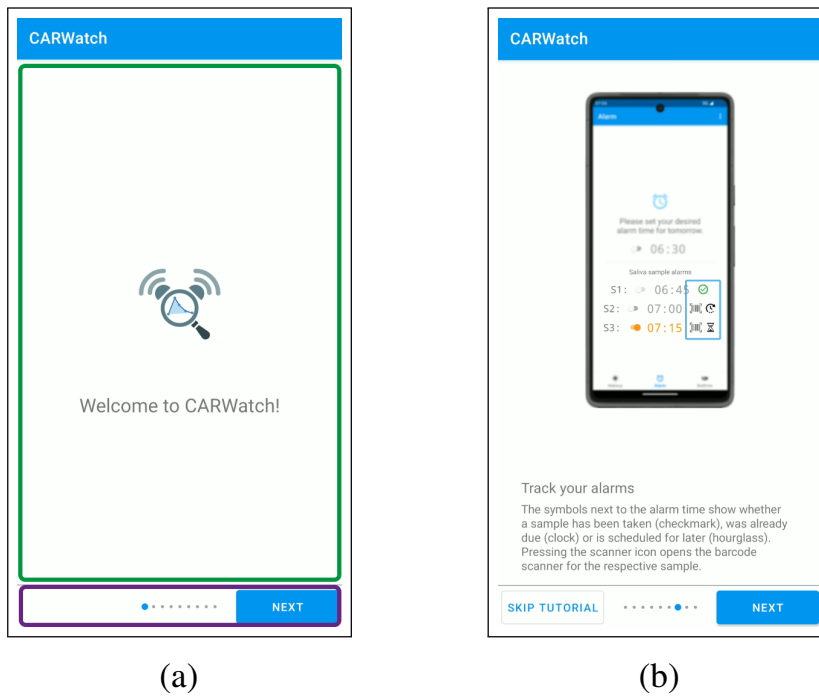 CARWatch
Welcome to CARWatch!
NEXT
(a)
CARWatch
Alarm
Please set your desired
alarm time for tomorrow.
06:30
Saliva sample alarms
S1: 06:45
S2: 07:00
S3: 07:15
Track your alarms
The symbols next to the alarm time show whether
a sample has been taken (checkmark), was already
due (clock) or is scheduled for later (hourglass).
Pressing the scanner icon opens the barcode
scanner for the respective sample.
SKIP TUTORIAL
NEXT
(b)